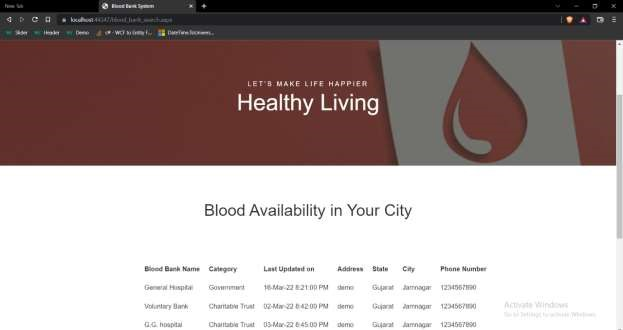 New Tab
Blood Bank System
localhost:44347/blood_bank_search.aspx
Slider Header Demo c# - WCF to Entity F... DateTime.ToUnivers...
LET'S MAKE LIFE HAPPIER
Healthy Living
Blood Availability in Your City
Blood Bank Name Category Last Updated on Address State City Phone Number
General Hospital Government 16-Mar-22 8:21:00 PM demo Gujarat Jamnagar 1234567890
Voluntary Bank Charitable Trust 02-Mar-22 8:42:00 PM demo Gujarat Jamnagar 1234567890
G.G. hospital Charitable Trust 03-Mar-22 8:45:00 PM demo Gujarat Jamnagar 1234567890
Activate Windows
Go to Settings to activate Windows.